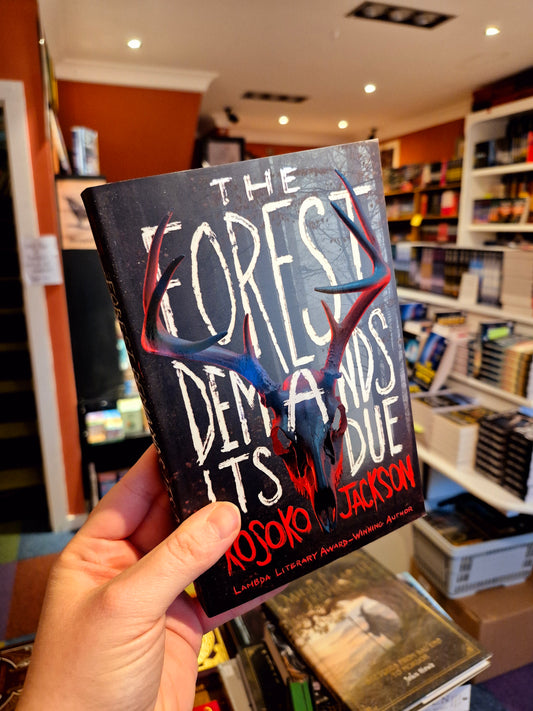 THE
FOREST
DEMANDS
ITS DUE
KOSOKO JACKSON
LAMBDA LITERARY AWARD-WINNING AUTHOR